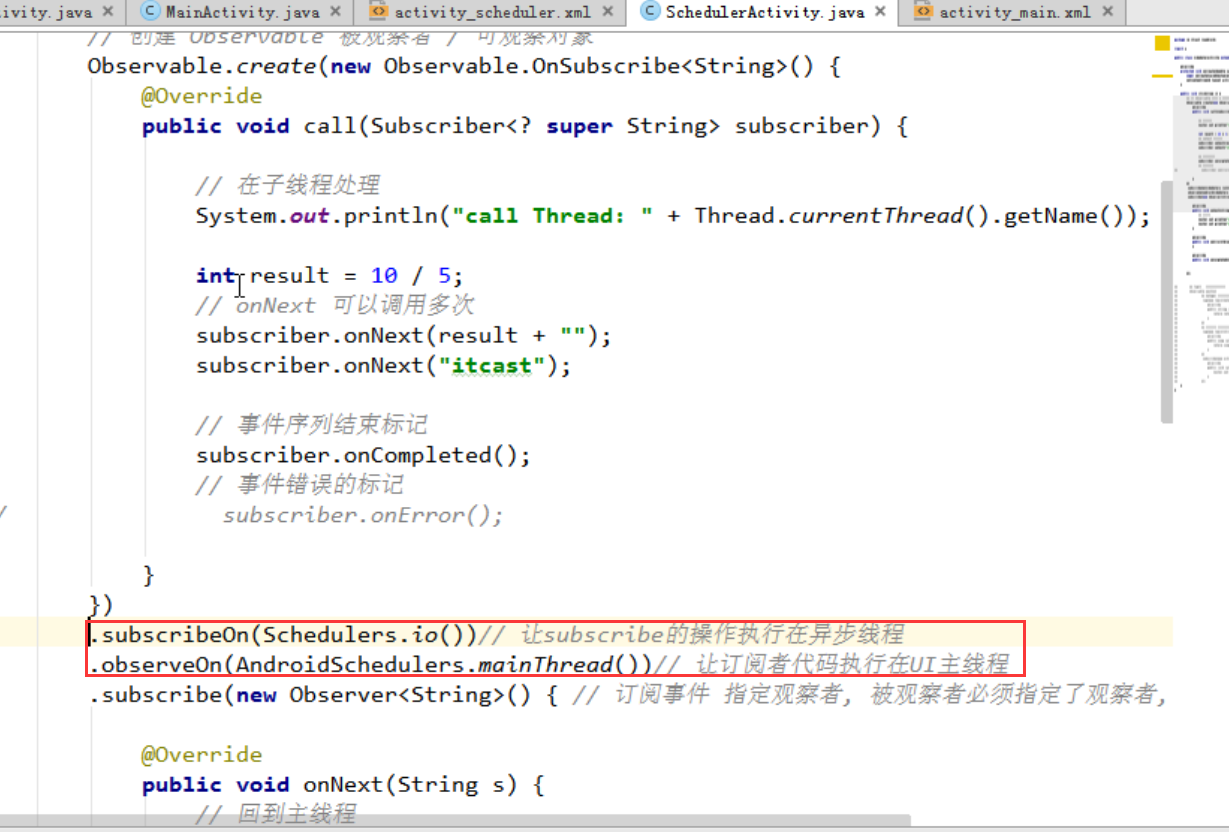 ivity.java × MainActivity.java × activity_scheduler.xml × SchedulerActivity.java × activity_main.xml ×
// 创建 Observable 被观察者 / 可观察对象
Observable.create(new Observable.OnSubscribe<String>() {
@Override
public void call(Subscriber<? super String> subscriber) {
// 在子线程处理
System.out.println("call Thread: " + Thread.currentThread().getName());
int result = 10 / 5;
// onNext 可以调用多次
subscriber.onNext(result + "");
subscriber.onNext("itcast");
// 事件序列结束标记
subscriber.onCompleted();
// 事件错误的标记
/ subscriber.onError();
}
})
.subscribeOn(Schedulers.io())// 让subscribe的操作执行在异步线程
.observeOn(AndroidSchedulers.mainThread())// 让订阅者代码执行在UI主线程
.subscribe(new Observer<String>() { // 订阅事件 指定观察者, 被观察者必须指定了观察者,
@Override
public void onNext(String s) {
// 回到主线程